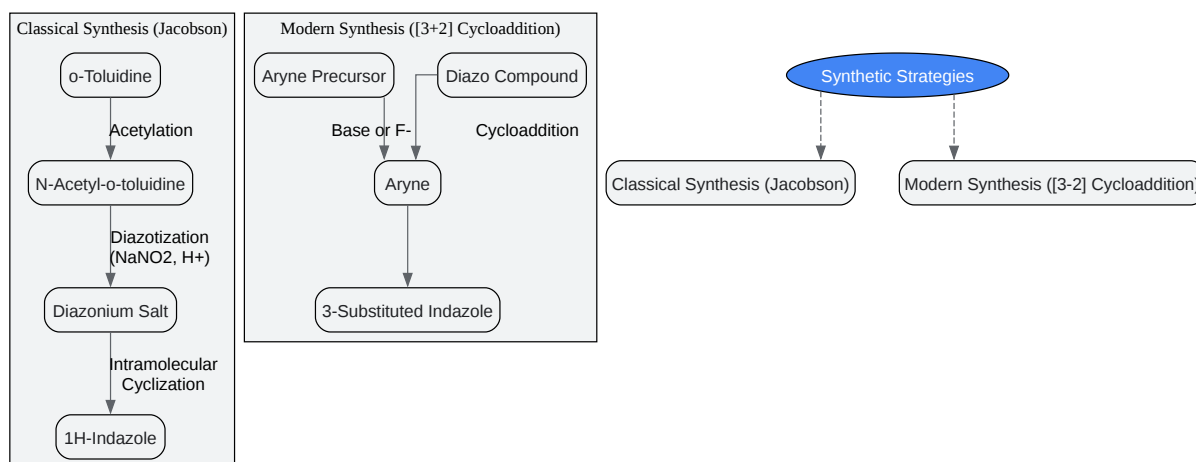 Classical Synthesis (Jacobson)
o-Toluidine
Acetylation
N-Acetyl-o-toluidine
Diazotization
(NaNO2, H+)
Diazonium Salt
Intramolecular
Cyclization
1H-Indazole
Modern Synthesis ([3+2] Cycloaddition)
Aryne Precursor
Diazo Compound
Base or F-
Cycloaddition
Aryne
3-Substituted Indazole
Synthetic Strategies
Classical Synthesis (Jacobson)
Modern Synthesis ([3-2] Cycloaddition)